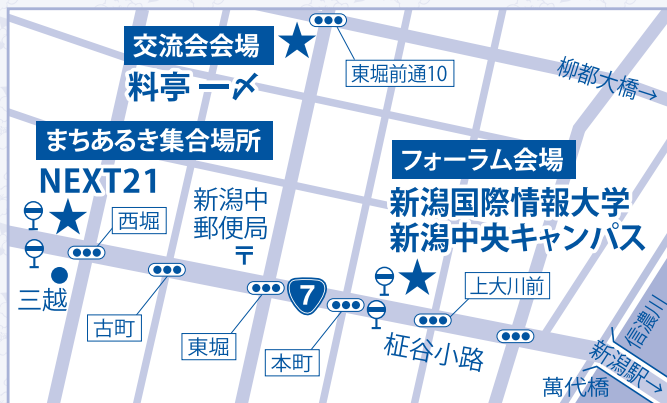 交流会会場
料亭 一〆
東堀前通10
柳都大橋→
まちあるき集合場所
NEXT21
西堀
新潟中
郵便局
〒
フォーラム会場
新潟国際情報大学
新潟中央キャンパス
三越
古町
東堀
7
本町
上大川前
柾谷小路
信濃川
新潟駅→
萬代橋